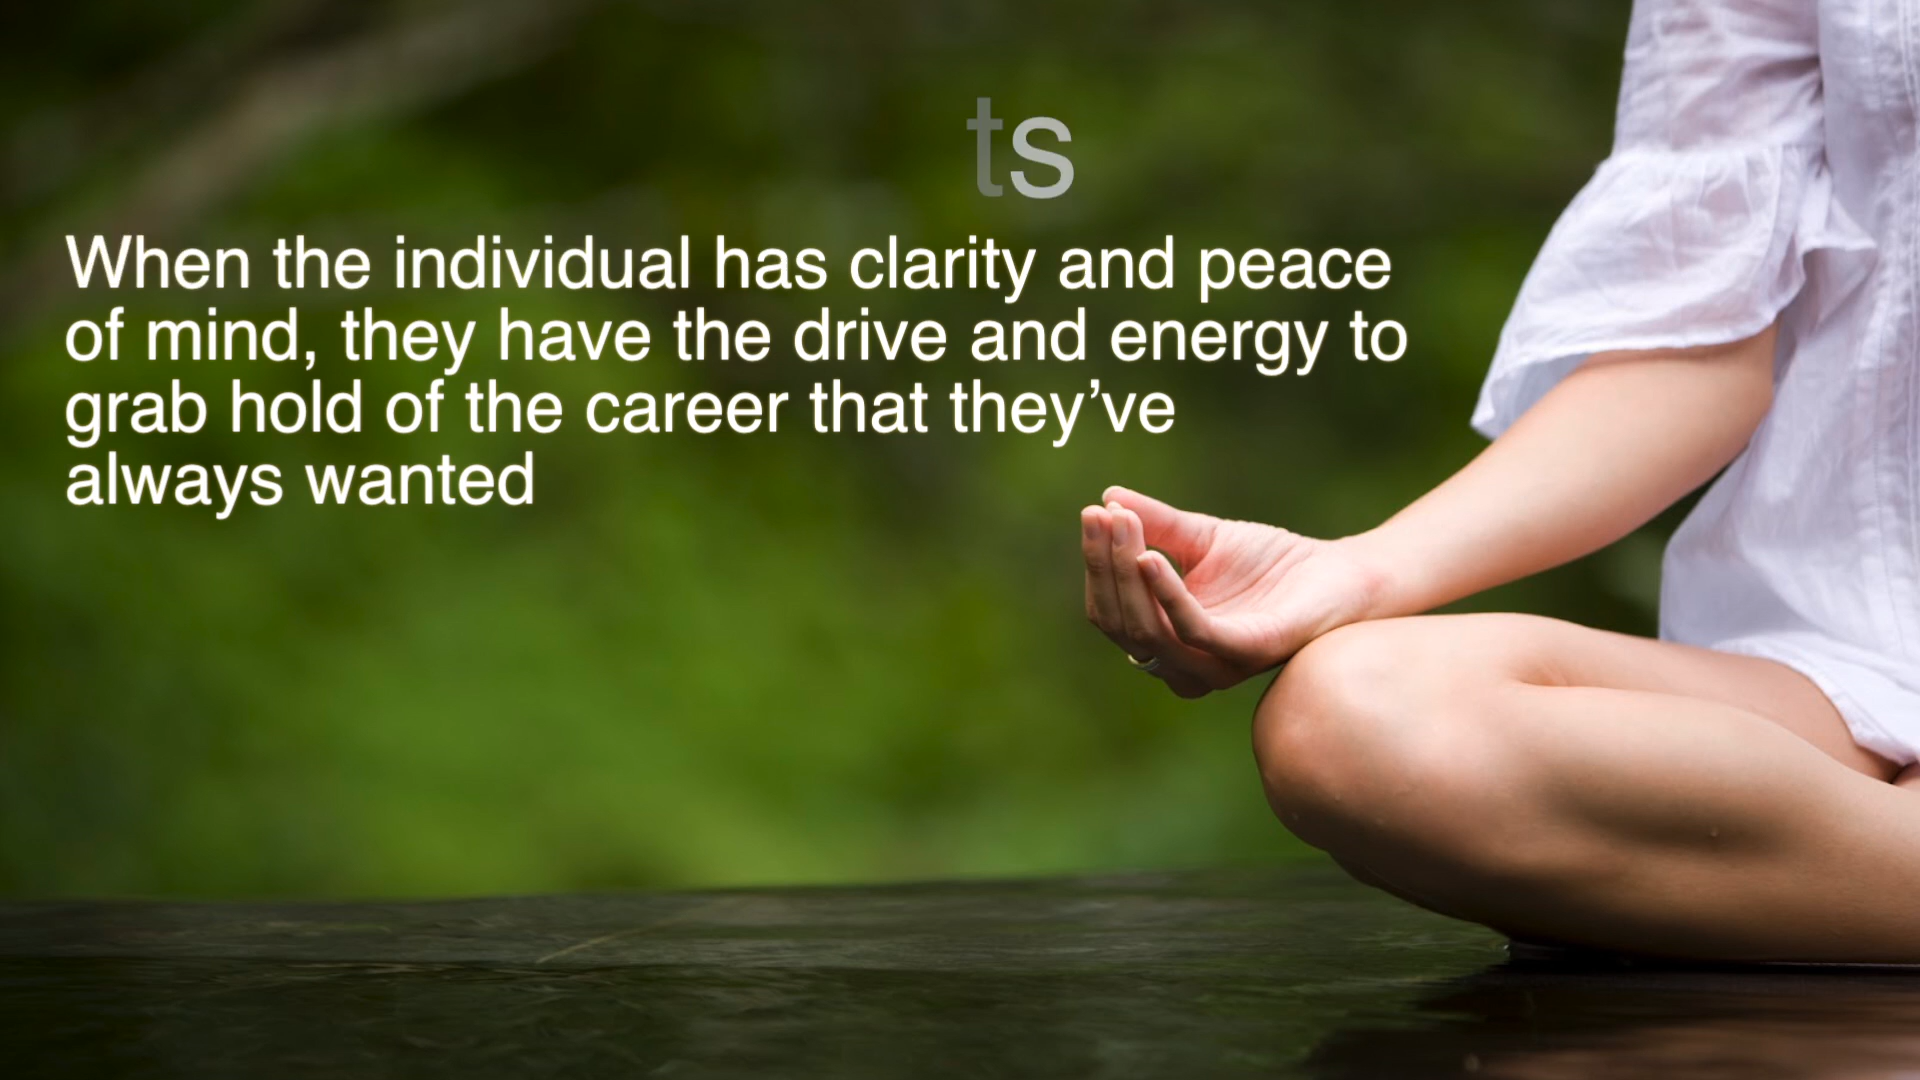 ts
When the individual has clarity and peace
of mind, they have the drive and energy to
grab hold of the career that they’ve
always wanted